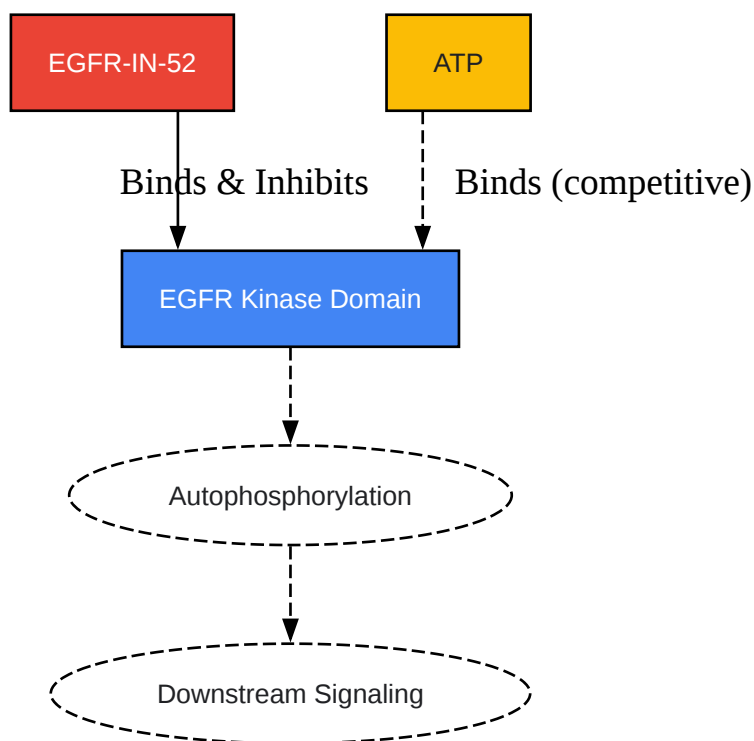 EGFR-IN-52
ATP
Binds & Inhibits
Binds (competitive)
EGFR Kinase Domain
Autophosphorylation
Downstream Signaling